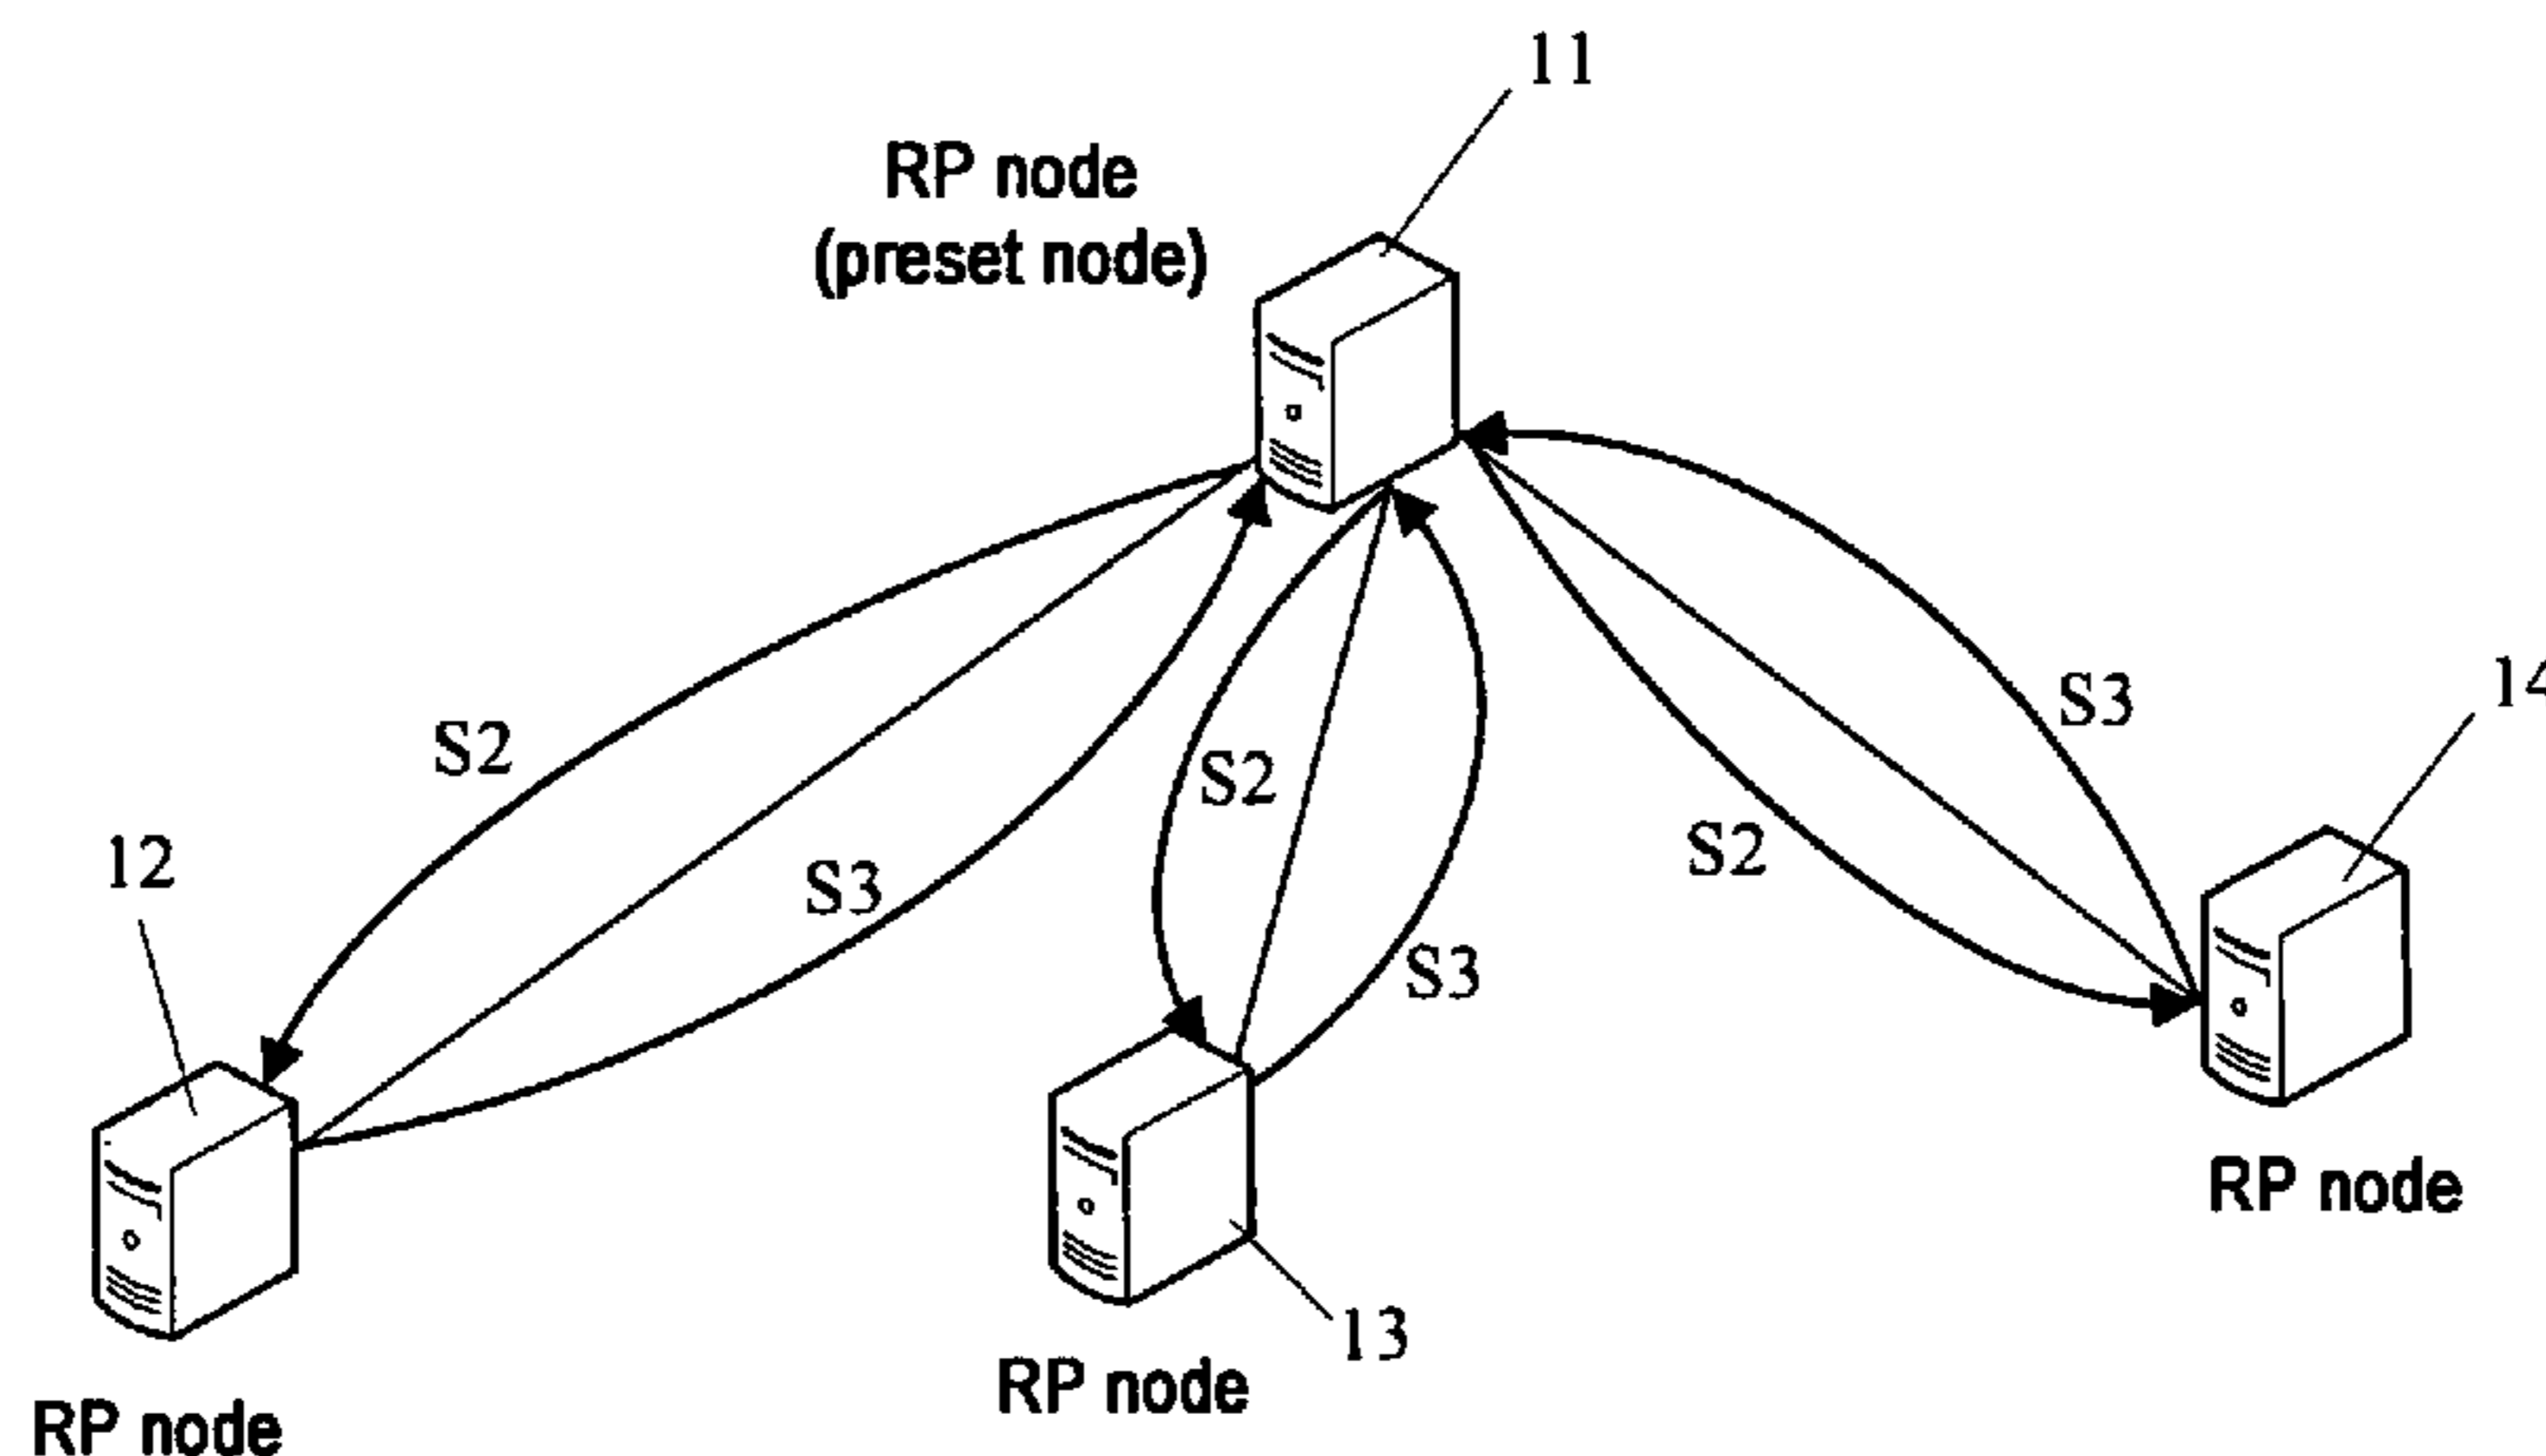 11
RP node
(preset node)
14
S3
S2
S2
S2
12
S3
S3
RP node
13
RP node
RP node